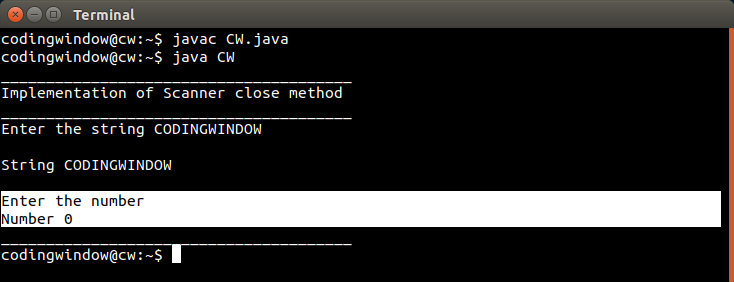 Terminal
codingwindow@cw:~$ javac CW.java
codingwindow@cw:~$ java CW
_______________________________________
Implementation of Scanner close method
_______________________________________
Enter the string CODINGWINDOW
String CODINGWINDOW
Enter the number
Number 0
_______________________________________
codingwindow@cw:~$